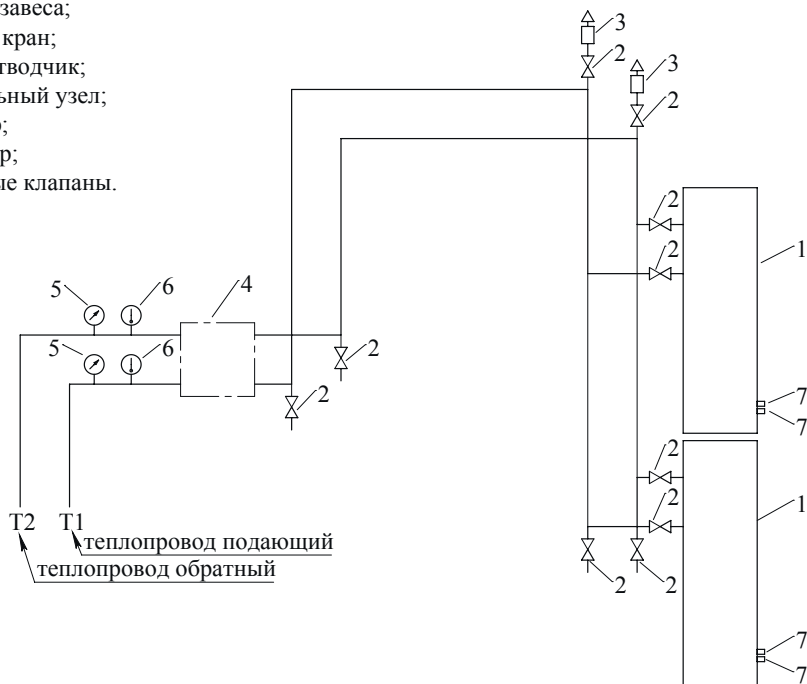 завеса;
кран;
тводчик;
ьный узел;
р;
ые клапаны.
3
2
3
2
2
1
2
4
5
6
5
6
2
2
7
7
2
2
1
T2 T1
теплопровод подающий
теплопровод обратный
2
2
7
7